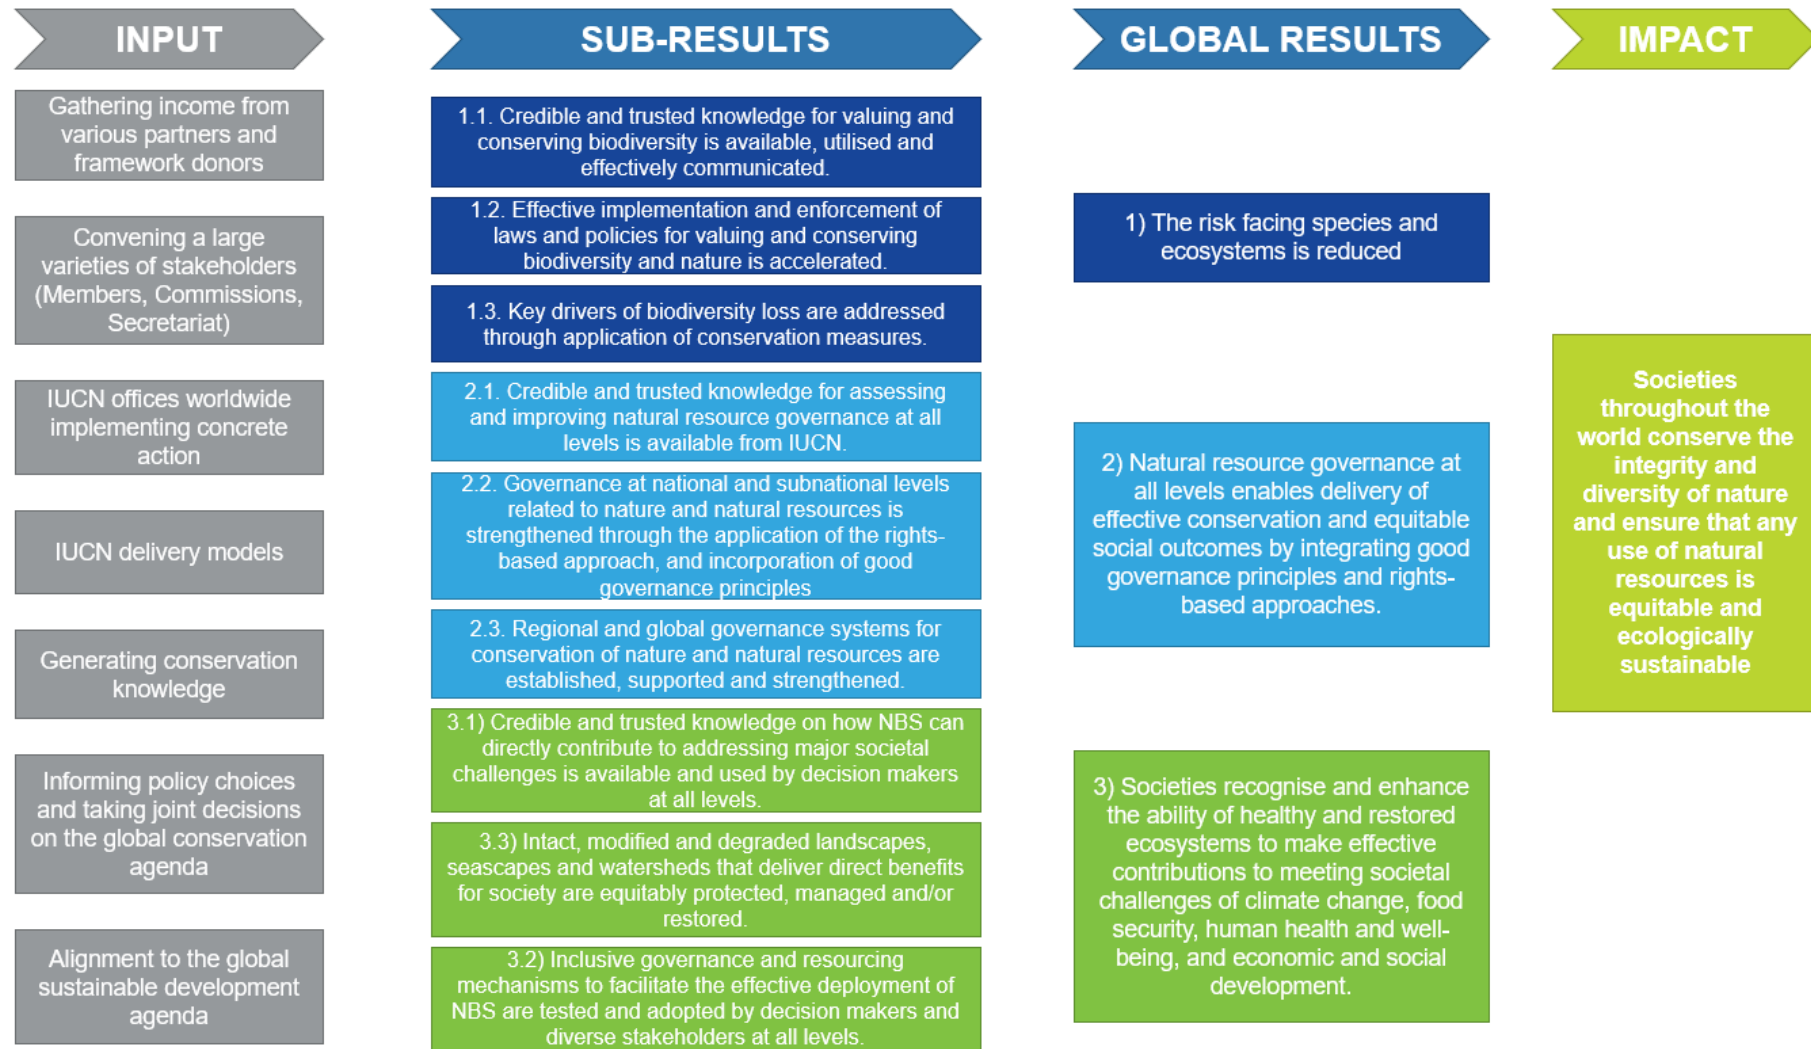 INPUT
Gathering income from
various partners and
framework donors
Convening a large
varieties of stakeholders
(Members, Commissions,
Secretariat)
IUCN offices worldwide
implementing concrete
action
IUCN delivery models
Generating conservation
knowledge
Informing policy choices
and taking joint decisions
on the global conservation
agenda
Alignment to the global
sustainable development
agenda
SUB-RESULTS
1.1. Credible and trusted knowledge for valuing and
conserving biodiversity is available, utilised and
effectively communicated.
1.2. Effective implementation and enforcement of
laws and policies for valuing and conserving
biodiversity and nature is accelerated.
1.3. Key drivers of biodiversity loss are addressed
through application of conservation measures.
2.1. Credible and trusted knowledge for assessing
and improving natural resource governance at all
levels is available from IUCN.
2.2. Governance at national and subnational levels
related to nature and natural resources is
strengthened through the application of the rights-
based approach, and incorporation of good
governance principles
2.3. Regional and global governance systems for
conservation of nature and natural resources are
established, supported and strengthened.
3.1) Credible and trusted knowledge on how NBS can
directly contribute to addressing major societal
challenges is available and used by decision makers
at all levels.
3.3) Intact, modified and degraded landscapes,
seascapes and watersheds that deliver direct benefits
for society are equitably protected, managed and/or
restored.
3.2) Inclusive governance and resourcing
mechanisms to facilitate the effective deployment of
NBS are tested and adopted by decision makers and
diverse stakeholders at all levels.
GLOBAL RESULTS
1) The risk facing species and
ecosystems is reduced
2) Natural resource governance at
all levels enables delivery of
effective conservation and equitable
social outcomes by integrating good
governance principles and rights-
based approaches.
3) Societies recognise and enhance
the ability of healthy and restored
ecosystems to make effective
contributions to meeting societal
challenges of climate change, food
security, human health and well-
being, and economic and social
development.
IMPACT
Societies
throughout the
world conserve the
integrity and
diversity of nature
and ensure that any
use of natural
resources is
equitable and
ecologically
sustainable